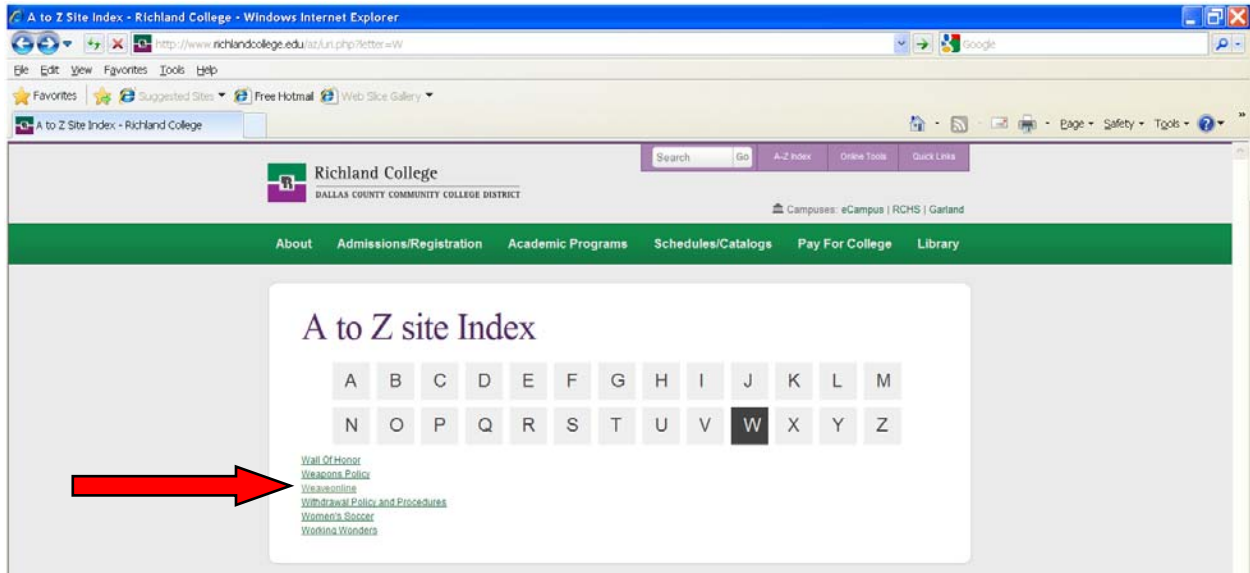 A to Z Site Index - Richland College - Windows Internet Explorer
http://www.richlandcollege.edu/az/uri.php?letter=W
Google
File Edit View Favorites Tools Help
Favorites Suggested Sites Free Hotmail Web Slice Gallery
A to Z Site Index - Richland College
Page Safety Tools
Search Go A-Z Index Online Tools Quick Links
Richland College
DALLAS COUNTY COMMUNITY COLLEGE DISTRICT
Campuses: eCampus | RCHS | Garland
About Admissions/Registration Academic Programs Schedules/Catalogs Pay For College Library
A to Z site Index
A B C D E F G H I J K L M
N O P Q R S T U V W X Y Z
Wall Of Honor
Weapons Policy
Weaveonline
Withdrawal Policy and Procedures
Women's Soccer
Working Wonders